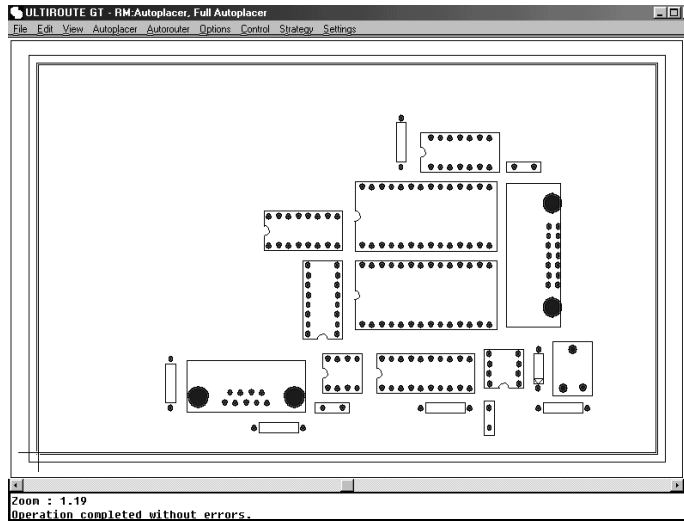 ULTIROUTE GT - RM:Autoplacer, Full Autoplacer
File Edit View Autoplacer Autorouter Options Control Strategy Settings
Zoom : 1.19
Operation completed without errors.